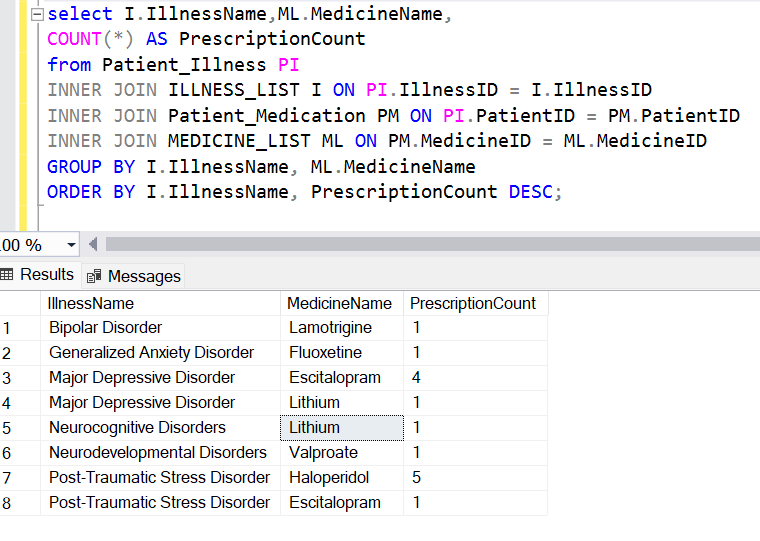 select I.IllnessName,ML.MedicineName,
COUNT(*) AS PrescriptionCount
from Patient_Illness PI
INNER JOIN ILLNESS_LIST I ON PI.IllnessID = I.IllnessID
INNER JOIN Patient_Medication PM ON PI.PatientID = PM.PatientID
INNER JOIN MEDICINE_LIST ML ON PM.MedicineID = ML.MedicineID
GROUP BY I.IllnessName, ML.MedicineName
ORDER BY I.IllnessName, PrescriptionCount DESC;
.00 %
Results Messages
IllnessName MedicineName PrescriptionCount
1 Bipolar Disorder Lamotrigine 1
2 Generalized Anxiety Disorder Fluoxetine 1
3 Major Depressive Disorder Escitalopram 4
4 Major Depressive Disorder Lithium 1
5 Neurocognitive Disorders Lithium 1
6 Neurodevelopmental Disorders Valproate 1
7 Post-Traumatic Stress Disorder Haloperidol 5
8 Post-Traumatic Stress Disorder Escitalopram 1